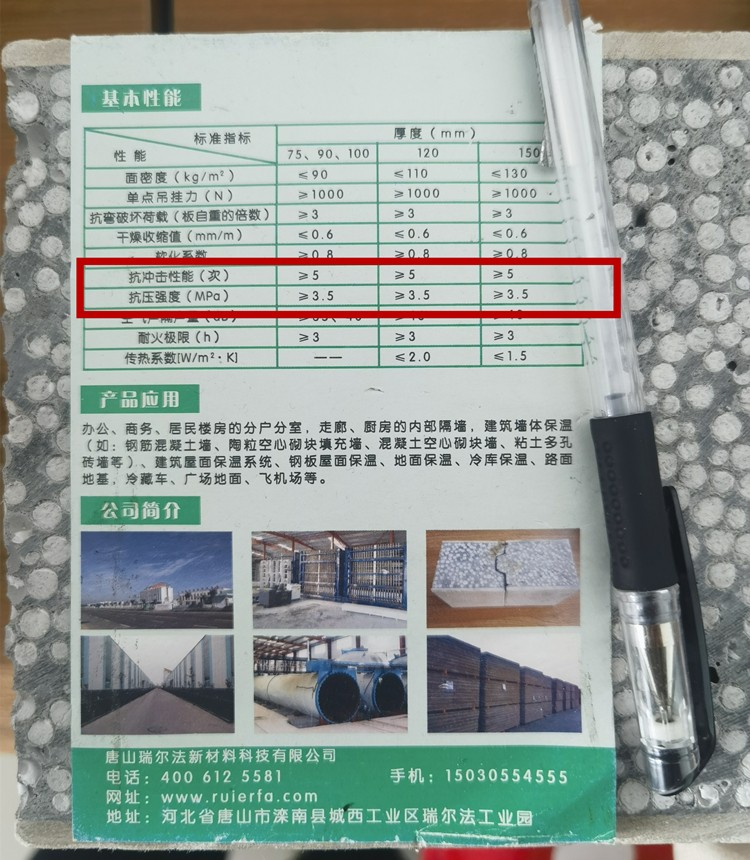 基本性能
标准指标
厚度（mm）
性能
75、90、100 120 150
面密度（kg/m²） ≤90 ≤110 ≤130
单点吊挂力（N） ≥1000 ≥1000 ≥1000
抗弯破坏荷载（板自重的倍数） ≥3 ≥3 ≥3
干燥收缩值（mm/m） ≤0.6 ≤0.6 ≤0.6
软化系数 ≥0.8 ≥0.8 ≥0.8
抗冲击性能（次） ≥5 ≥5 ≥5
抗压强度（MPa） ≥3.5 ≥3.5 ≥3.5
空气声隔声量（dB）
耐火极限（h） ≥3 ≥3 ≥3
传热系数[W/m²·K] —— ≤2.0 ≤1.5
产品应用
办公、商务、居民楼房的分户分室，走廊、厨房的内部隔墙，建筑墙体保温
（如：钢筋混凝土墙、陶粒空心砌块填充墙、混凝土空心砌块墙、粘土多孔
砖墙等）、建筑屋面保温系统、钢板屋面保温、地面保温、冷库保温、路面
地基，冷藏车、广场地面、飞机场等。
公司简介
唐山瑞尔法新材料科技有限公司
电话：400 612 5581 手机：15030554555
网址：www.ruierfa.com
地址：河北省唐山市滦南县城西工业区瑞尔法工业园